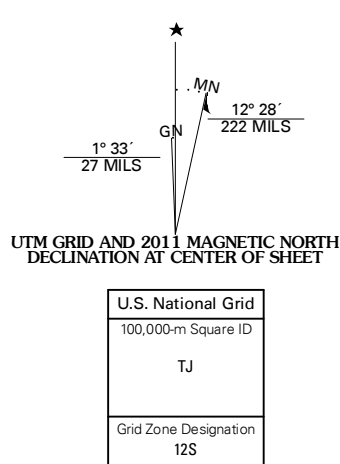 MN
GN
12° 28´
222 MILS
1° 33´
27 MILS
UTM GRID AND 2011 MAGNETIC NORTH
DECLINATION AT CENTER OF SHEET
U.S. National Grid
100,000-m Square ID
TJ
Grid Zone Designation
12S